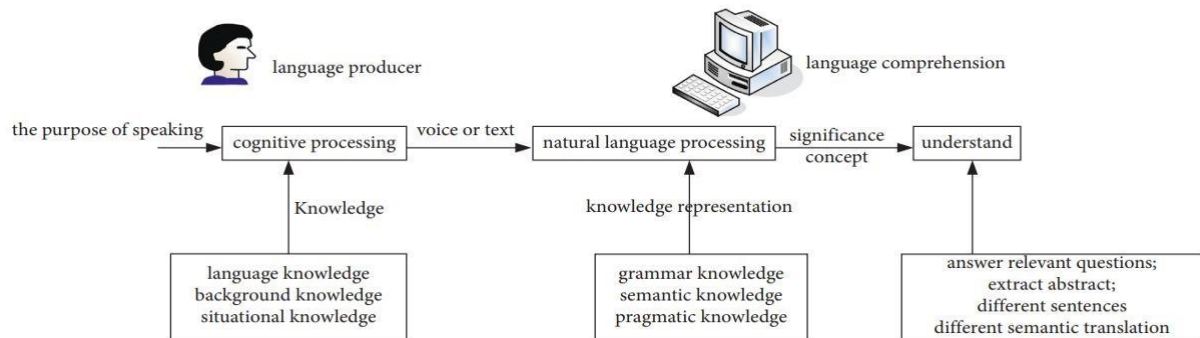 language producer
language comprehension
the purpose of speaking
cognitive processing
voice or text
natural language processing
significance
concept
understand
Knowledge
knowledge representation
language knowledge
background knowledge
situational knowledge
grammar knowledge
semantic knowledge
pragmatic knowledge
answer relevant questions;
extract abstract;
different sentences
different semantic translation